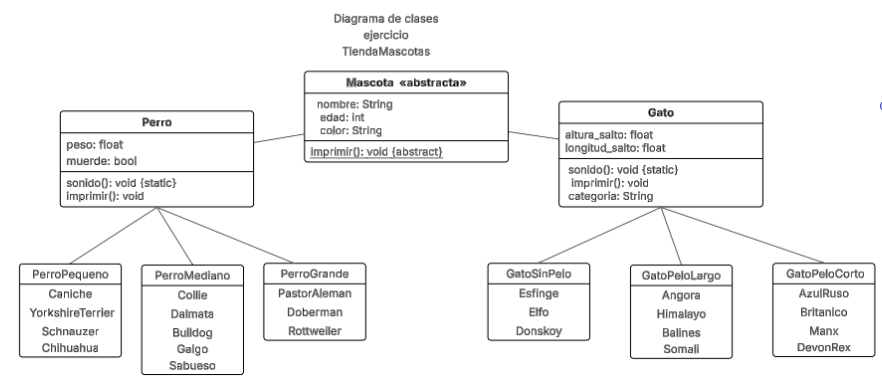 Diagrama de clases
ejercicio
TiendaMascotas
Mascota «abstracta»
nombre: String
edad: int
color: String
imprimir(): void {abstract}
Perro
peso: float
muerde: bool
sonido(): void {static}
imprimir(): void
Gato
altura_salto: float
longitud_salto: float
sonido(): void {static}
imprimir(): void
categoria: String
PerroPequeno
Caniche
YorkshireTerrier
Schnauzer
Chihuahua
PerroMediano
Collie
Dalmata
Bulldog
Galgo
Sabueso
PerroGrande
PastorAleman
Doberman
Rottweiler
GatoSinPelo
Esfinge
Elfo
Donskoy
GatoPeloLargo
Angora
Himalayo
Balines
Somali
GatoPeloCorto
AzulRuso
Britanico
Manx
DevonRex